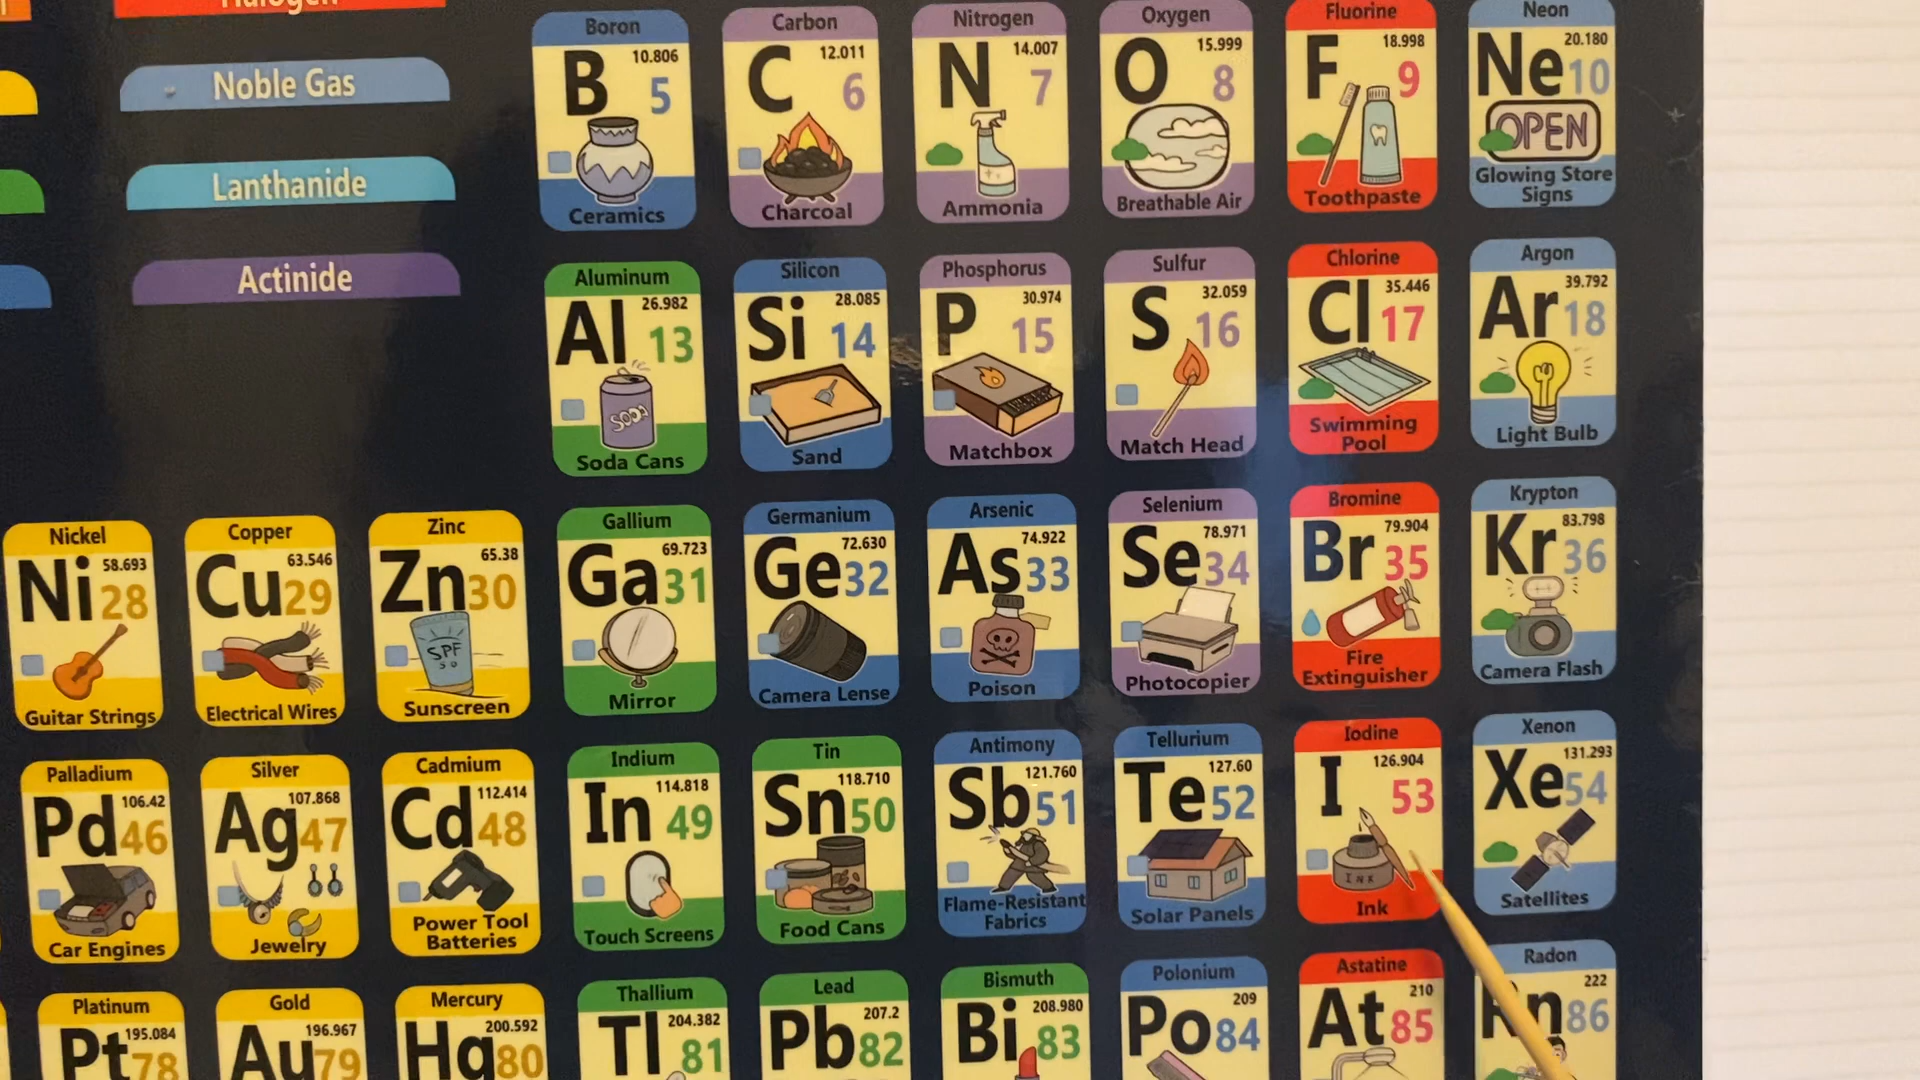 Halogen
Noble Gas
Lanthanide
Actinide
Boron
10.806
B 5
Ceramics
Carbon
12.011
C 6
Charcoal
Nitrogen
14.007
N 7
Ammonia
Oxygen
15.999
O 8
Breathable Air
Fluorine
18.998
F 9
Toothpaste
Neon
20.180
Ne 10
OPEN
Glowing Store
Signs
Aluminum
26.982
Al 13
SODA
Soda Cans
Silicon
28.085
Si 14
Sand
Phosphorus
30.974
P 15
Matchbox
Sulfur
32.059
S 16
Match Head
Chlorine
35.446
Cl 17
Swimming
Pool
Argon
39.792
Ar 18
Light Bulb
Nickel
58.693
Ni 28
Guitar Strings
Copper
63.546
Cu 29
Electrical Wires
Zinc
65.38
Zn 30
SPF
50
Sunscreen
Gallium
69.723
Ga 31
Mirror
Germanium
72.630
Ge 32
Camera Lense
Arsenic
74.922
As 33
Poison
Selenium
78.971
Se 34
Photocopier
Bromine
79.904
Br 35
Fire
Extinguisher
Krypton
83.798
Kr 36
Camera Flash
Palladium
106.42
Pd 46
Car Engines
Silver
107.868
Ag 47
Jewelry
Cadmium
112.414
Cd 48
Power Tool
Batteries
Indium
114.818
In 49
Touch Screens
Tin
118.710
Sn 50
Food Cans
Antimony
121.760
Sb 51
Flame-Resistant
Fabrics
Tellurium
127.60
Te 52
Solar Panels
Iodine
126.904
I 53
INK
Ink
Xenon
131.293
Xe 54
Satellites
Platinum
195.084
Pt 78
Gold
196.967
Au 79
Mercury
200.592
Hg 80
Thallium
204.382
Tl 81
Lead
207.2
Pb 82
Bismuth
208.980
Bi 83
Polonium
209
Po 84
Astatine
210
At 85
Radon
222
Rn 86